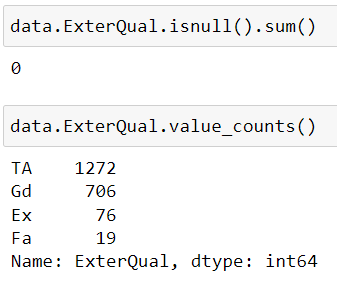 data.ExterQual.isnull().sum()
0
data.ExterQual.value_counts()
TA    1272
Gd     706
Ex      76
Fa      19
Name: ExterQual, dtype: int64